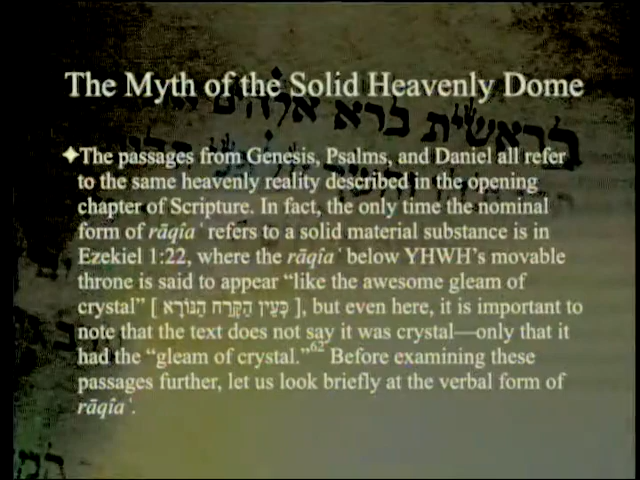 The Myth of the Solid Heavenly Dome
בראשית ברא אלהים
✦The passages from Genesis, Psalms, and Daniel all refer
to the same heavenly reality described in the opening
chapter of Scripture. In fact, the only time the nominal
form of rāqîaʿ refers to a solid material substance is in
Ezekiel 1:22, where the rāqîaʿ below YHWH’s movable
throne is said to appear “like the awesome gleam of
crystal” [ כְּעֵין הַקֶּרַח הַנּוֹרָא ], but even here, it is important to
note that the text does not say it was crystal—only that it
had the “gleam of crystal.”62 Before examining these
passages further, let us look briefly at the verbal form of
rāqîaʿ.